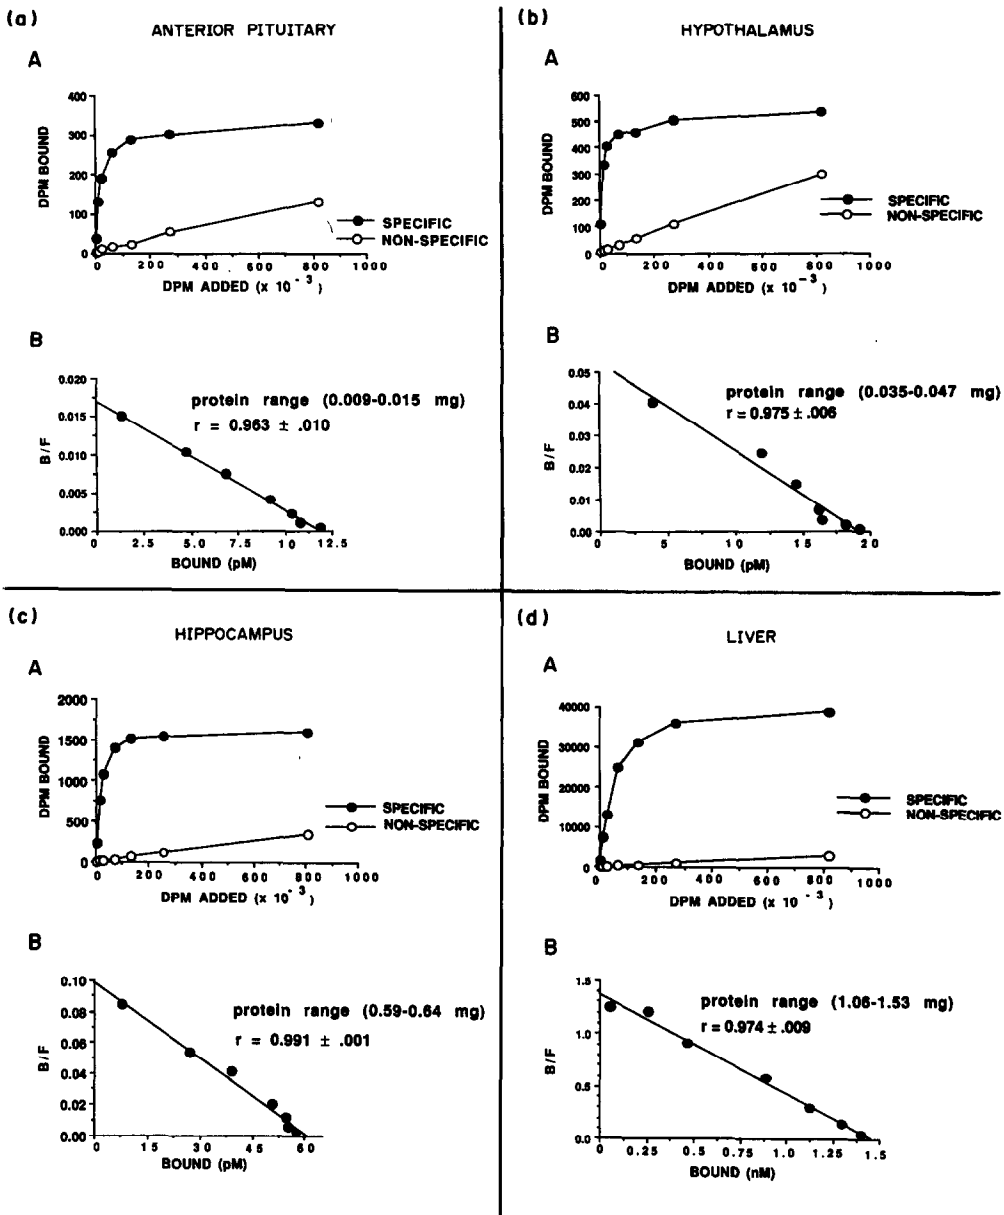 (a)
ANTERIOR PITUITARY
A
400
300
200
100
0
DPM BOUND
SPECIFIC
NON-SPECIFIC
0 200 400 600 800 1000
DPM ADDED (x 10⁻³)
B
0.020
0.015
0.010
0.005
0.000
B/F
protein range (0.009-0.015 mg)
r = 0.963 ± .010
0 2.5 5.0 7.5 10 12.5
BOUND (pM)
(b)
HYPOTHALAMUS
A
600
500
400
300
200
100
0
DPM BOUND
SPECIFIC
NON-SPECIFIC
0 200 400 600 800 1000
DPM ADDED (x 10⁻³)
B
0.05
0.04
0.03
0.02
0.01
0.00
B/F
protein range (0.035-0.047 mg)
r = 0.975 ± .006
0 5 10 15 20
BOUND (pM)
(c)
HIPPOCAMPUS
A
2000
1500
1000
500
0
DPM BOUND
SPECIFIC
NON-SPECIFIC
0 200 400 600 800 1000
DPM ADDED (x 10⁻³)
B
0.10
0.08
0.06
0.04
0.02
0.00
B/F
protein range (0.59-0.64 mg)
r = 0.991 ± .001
0 15 30 45 60
BOUND (pM)
(d)
LIVER
A
40000
30000
20000
10000
0
DPM BOUND
SPECIFIC
NON-SPECIFIC
0 200 400 600 800 1000
DPM ADDED (x 10⁻³)
B
1.5
1.0
0.5
0.0
B/F
protein range (1.06-1.53 mg)
r = 0.974 ± .009
0 0.25 0.5 0.75 1.0 1.25 1.5
BOUND (nM)